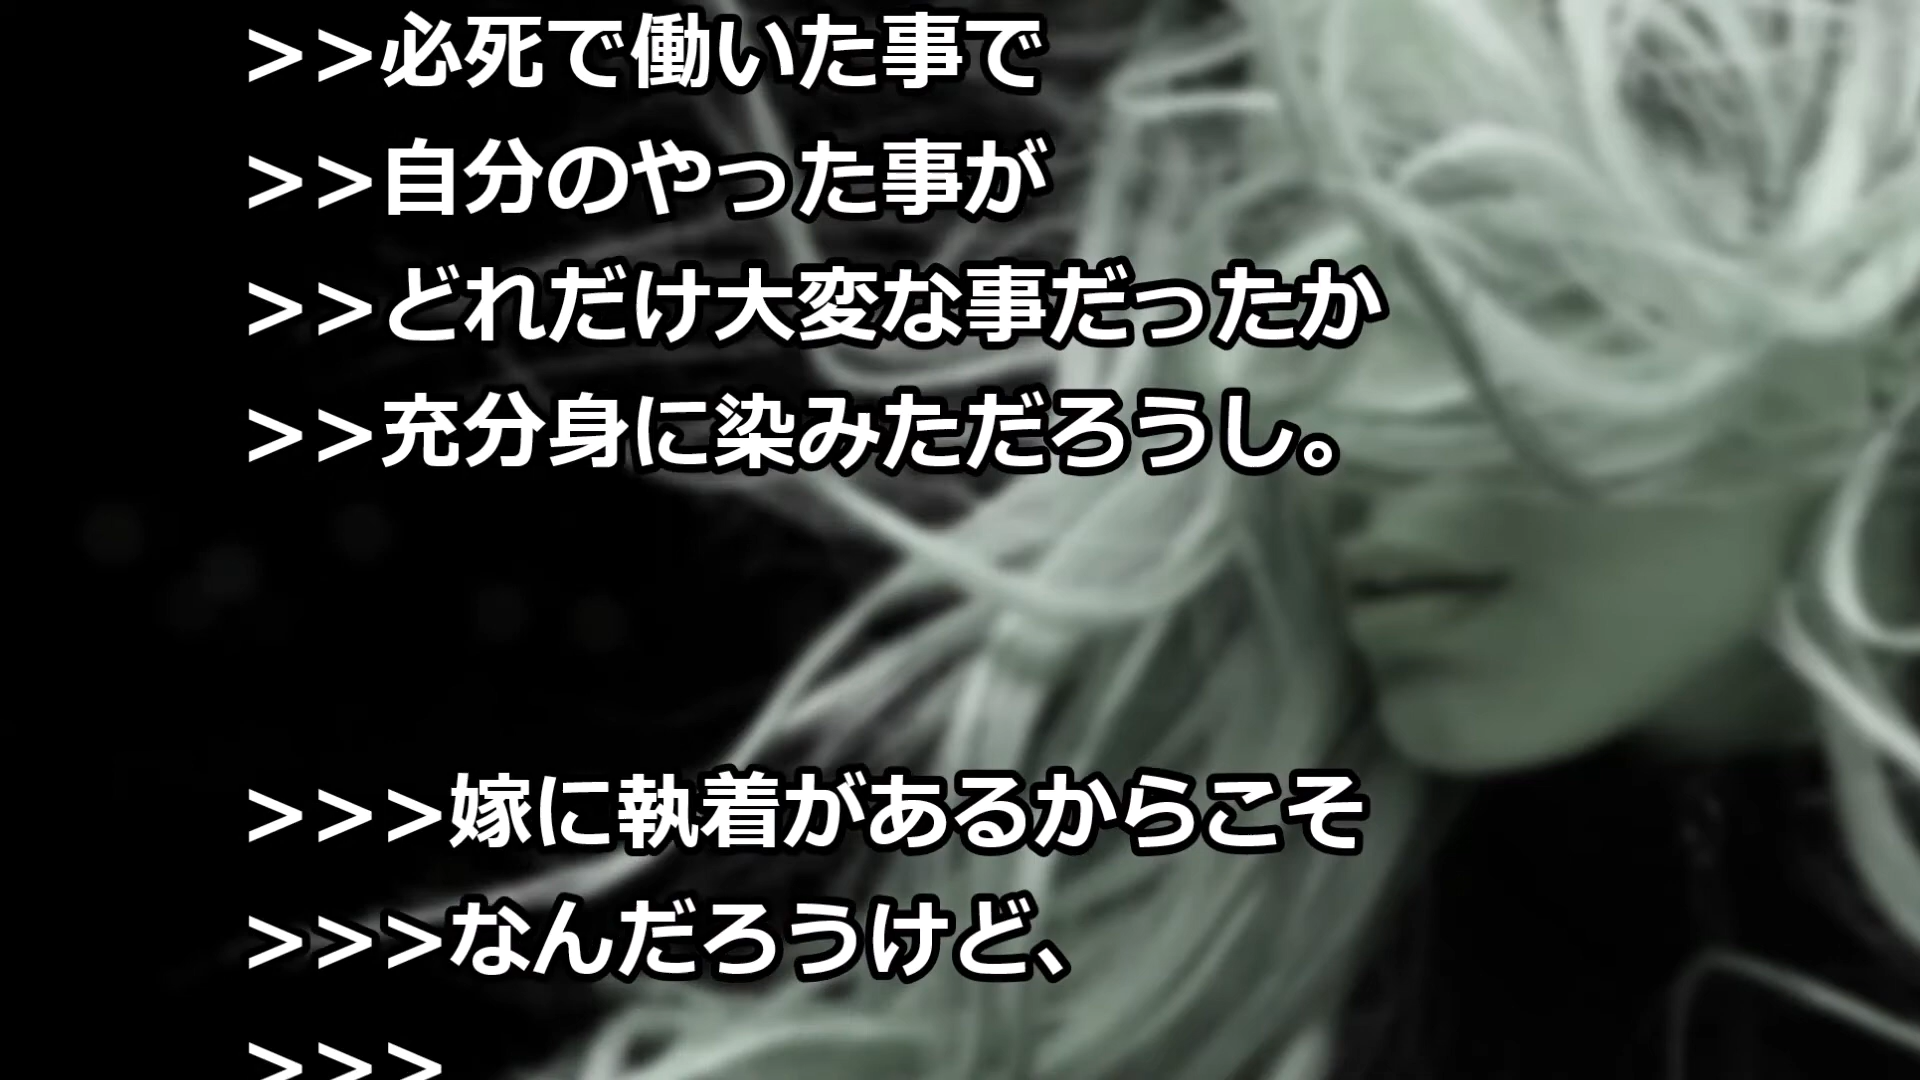 >>必死で働いた事で
>>自分のやった事が
>>どれだけ大変な事だったか
>>充分身に染みただろうし。
>>>嫁に執着があるからこそ
>>>なんだろうけど、
>>>